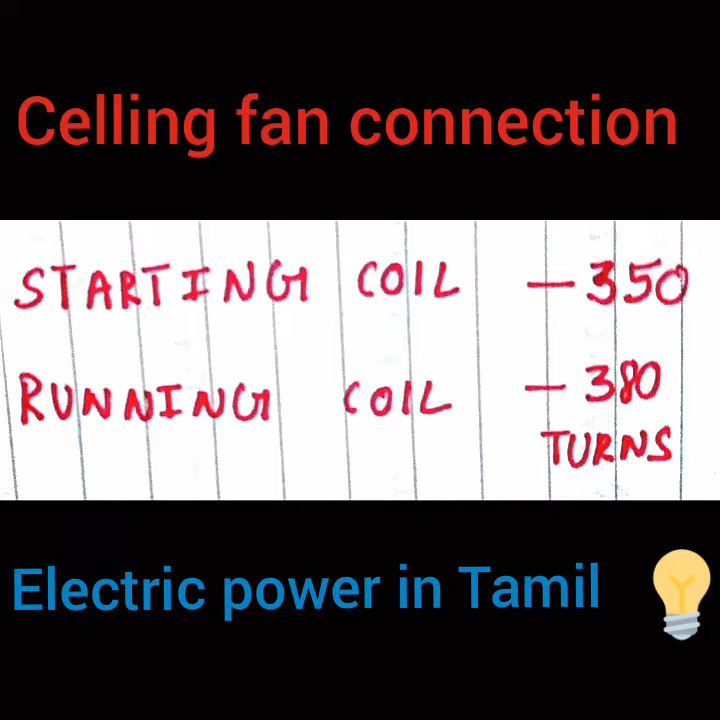 Celling fan connection
STARTING COIL - 350
RUNNING COIL - 380
TURNS
Electric power in Tamil